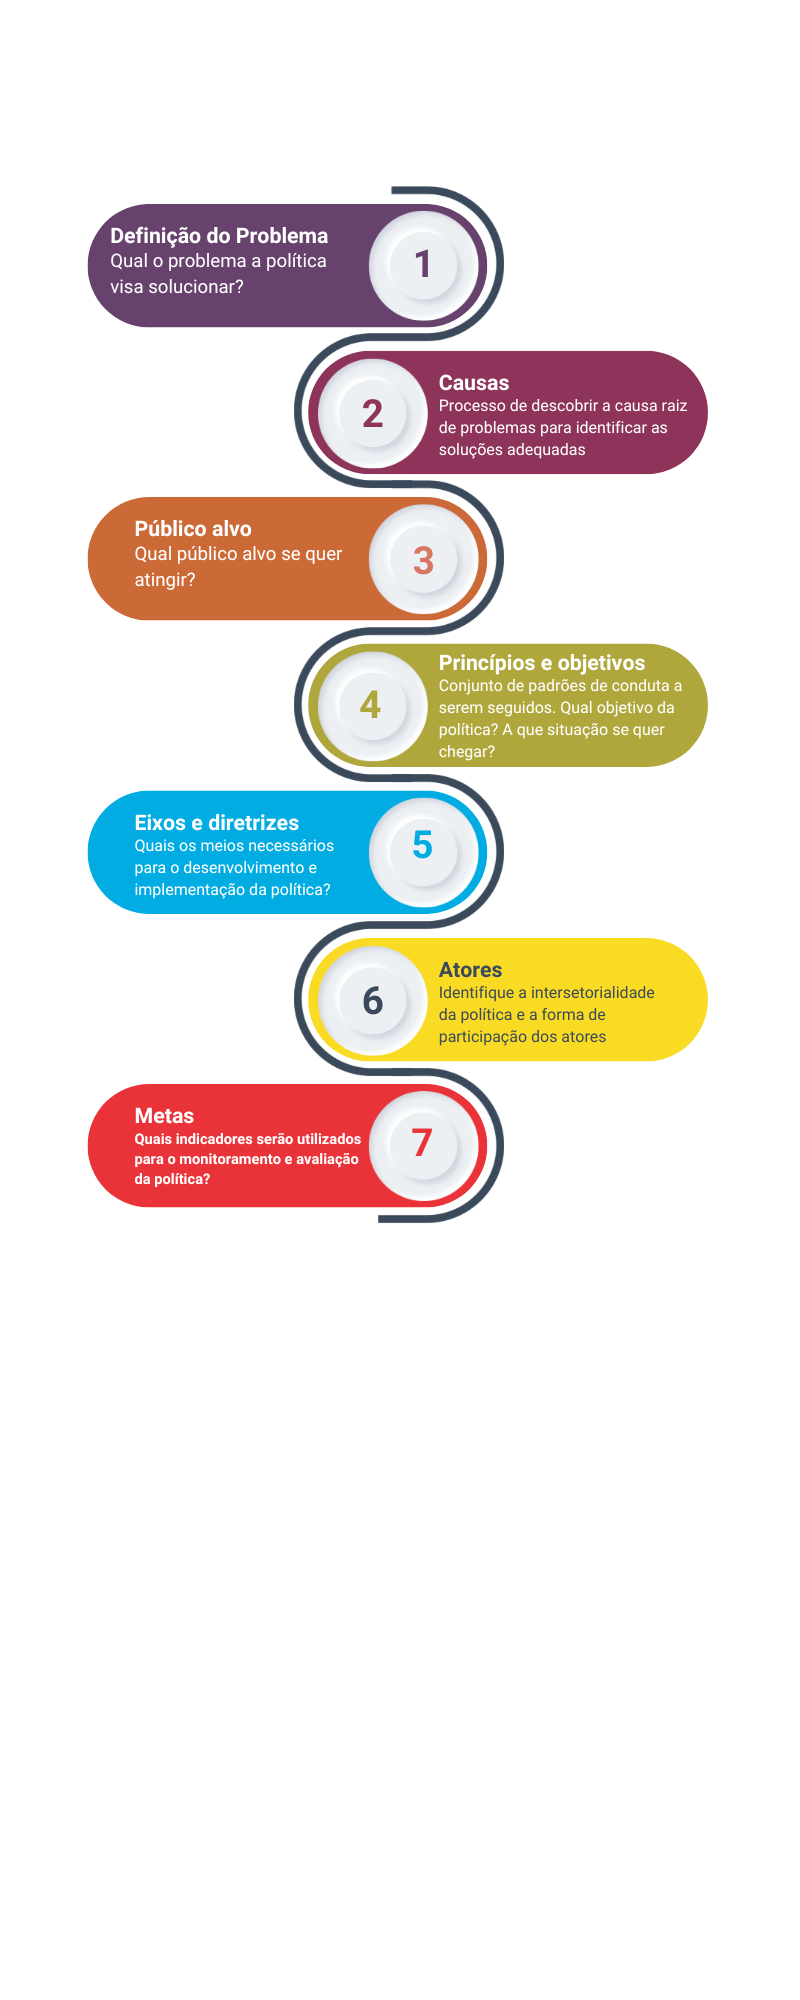 Definição do Problema
Qual o problema a política
visa solucionar?
1
2
Causas
Processo de descobrir a causa raiz
de problemas para identificar as
soluções adequadas
Público alvo
Qual público alvo se quer
atingir?
3
4
Princípios e objetivos
Conjunto de padrões de conduta a
serem seguidos. Qual objetivo da
política? A que situação se quer
chegar?
Eixos e diretrizes
Quais os meios necessários
para o desenvolvimento e
implementação da política?
5
6
Atores
Identifique a intersetorialidade
da política e a forma de
participação dos atores
Metas
Quais indicadores serão utilizados
para o monitoramento e avaliação
da política?
7